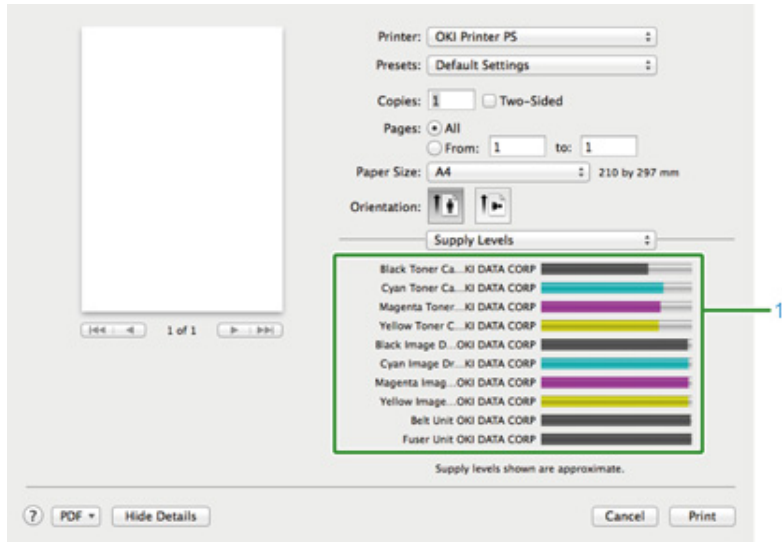 Printer: OKI Printer PS
Presets: Default Settings
Copies: 1 Two-Sided
Pages: All
From: 1 to: 1
Paper Size: A4 210 by 297 mm
Orientation:
Supply Levels
Black Toner Ca...KI DATA CORP
Cyan Toner Ca...KI DATA CORP
Magenta Toner...KI DATA CORP
Yellow Toner C...KI DATA CORP
Black Image D...OKI DATA CORP
Cyan Image Dr...KI DATA CORP
Magenta Imag...OKI DATA CORP
Yellow Image...OKI DATA CORP
Belt Unit OKI DATA CORP
Fuser Unit OKI DATA CORP
1
1 of 1
Supply levels shown are approximate.
? PDF Hide Details Cancel Print